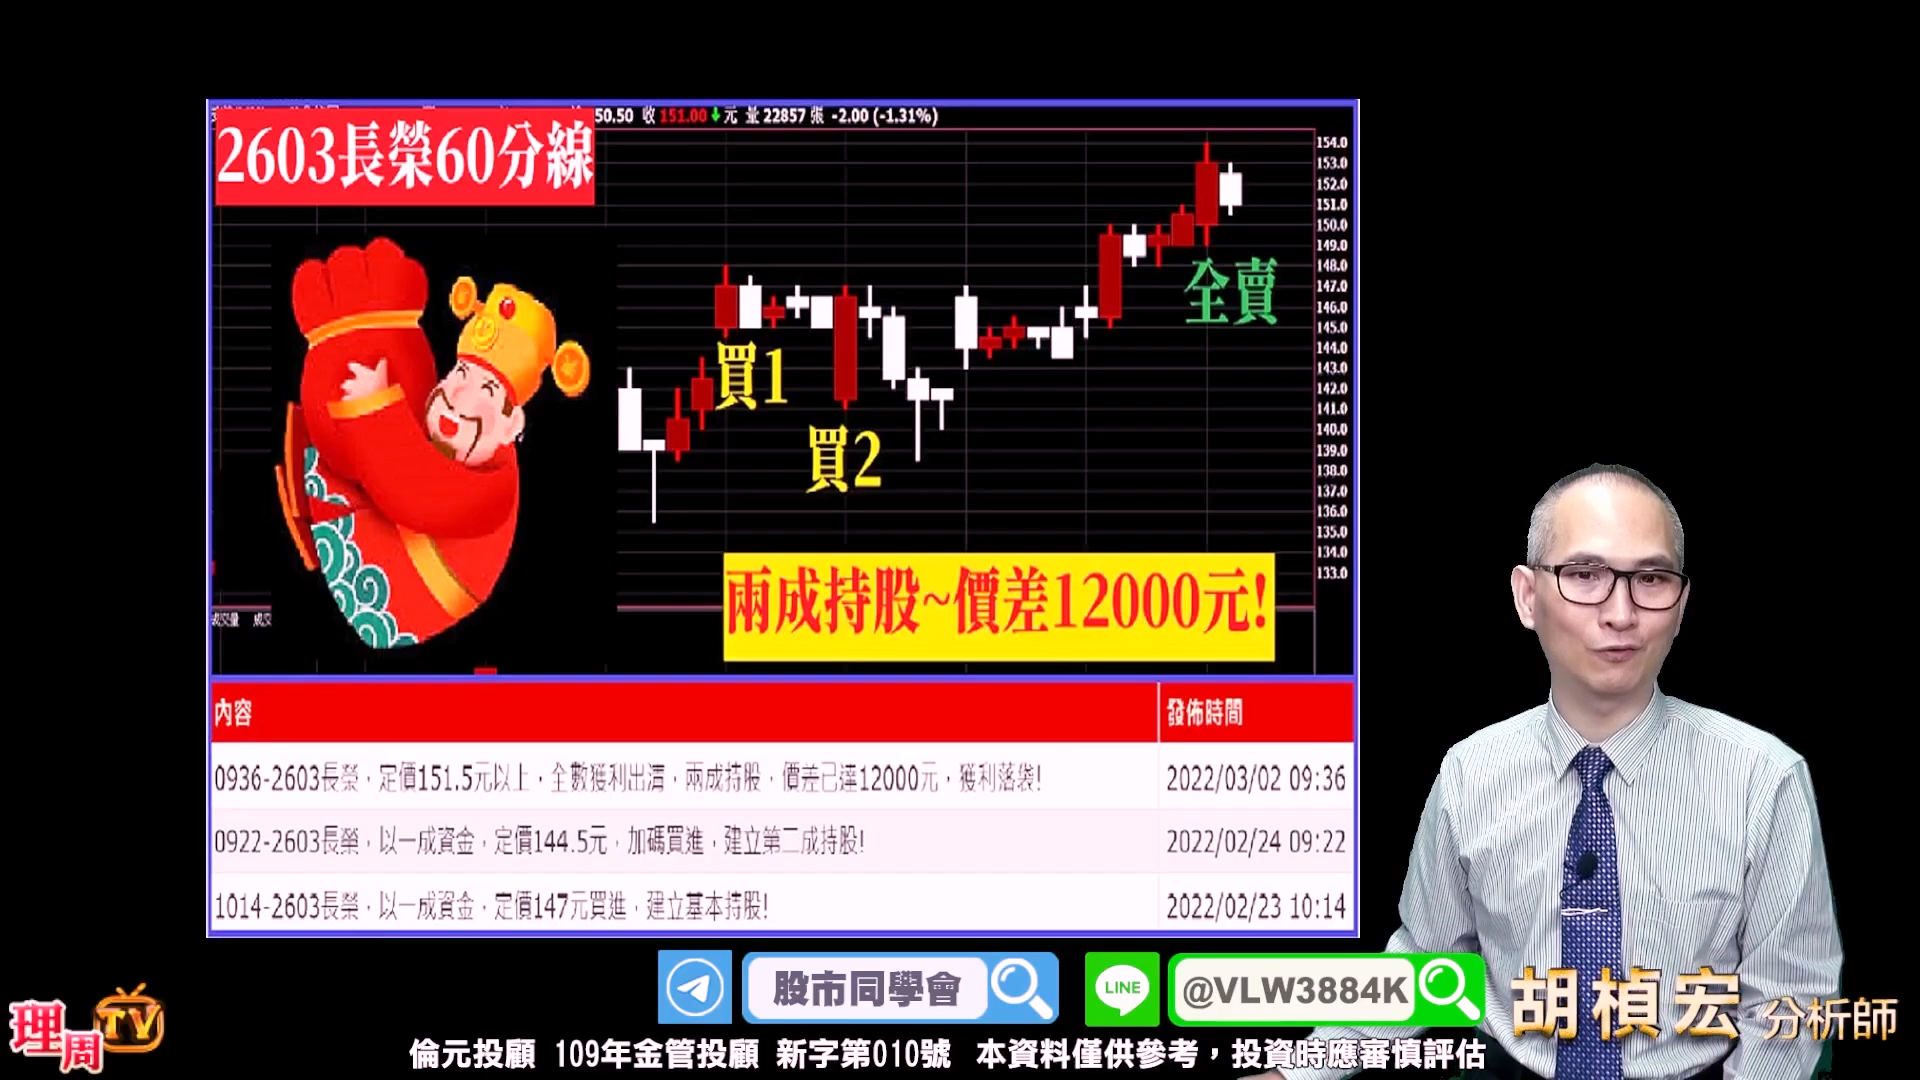 50.50 收 151.00↓元 量 22857 張 -2.00 (-1.31%)
2603長榮60分線
154.0
153.0
152.0
151.0
150.0
149.0
148.0
147.0
146.0
145.0
144.0
143.0
142.0
141.0
140.0
139.0
138.0
137.0
136.0
135.0
134.0
133.0
全賣
買1
買2
兩成持股~價差12000元!
內容 發佈時間
0936-2603長榮，定價151.5元以上，全數獲利出清，兩成持股，價差已達12000元，獲利落袋! 2022/03/02 09:36
0922-2603長榮，以一成資金，定價144.5元，加碼買進，建立第二成持股! 2022/02/24 09:22
1014-2603長榮，以一成資金，定價147元買進，建立基本持股! 2022/02/23 10:14
股市同學會
LINE
@VLW3884K
胡楨宏 分析師
理周TV
倫元投顧 109年金管投顧 新字第010號 本資料僅供參考，投資時應審慎評估